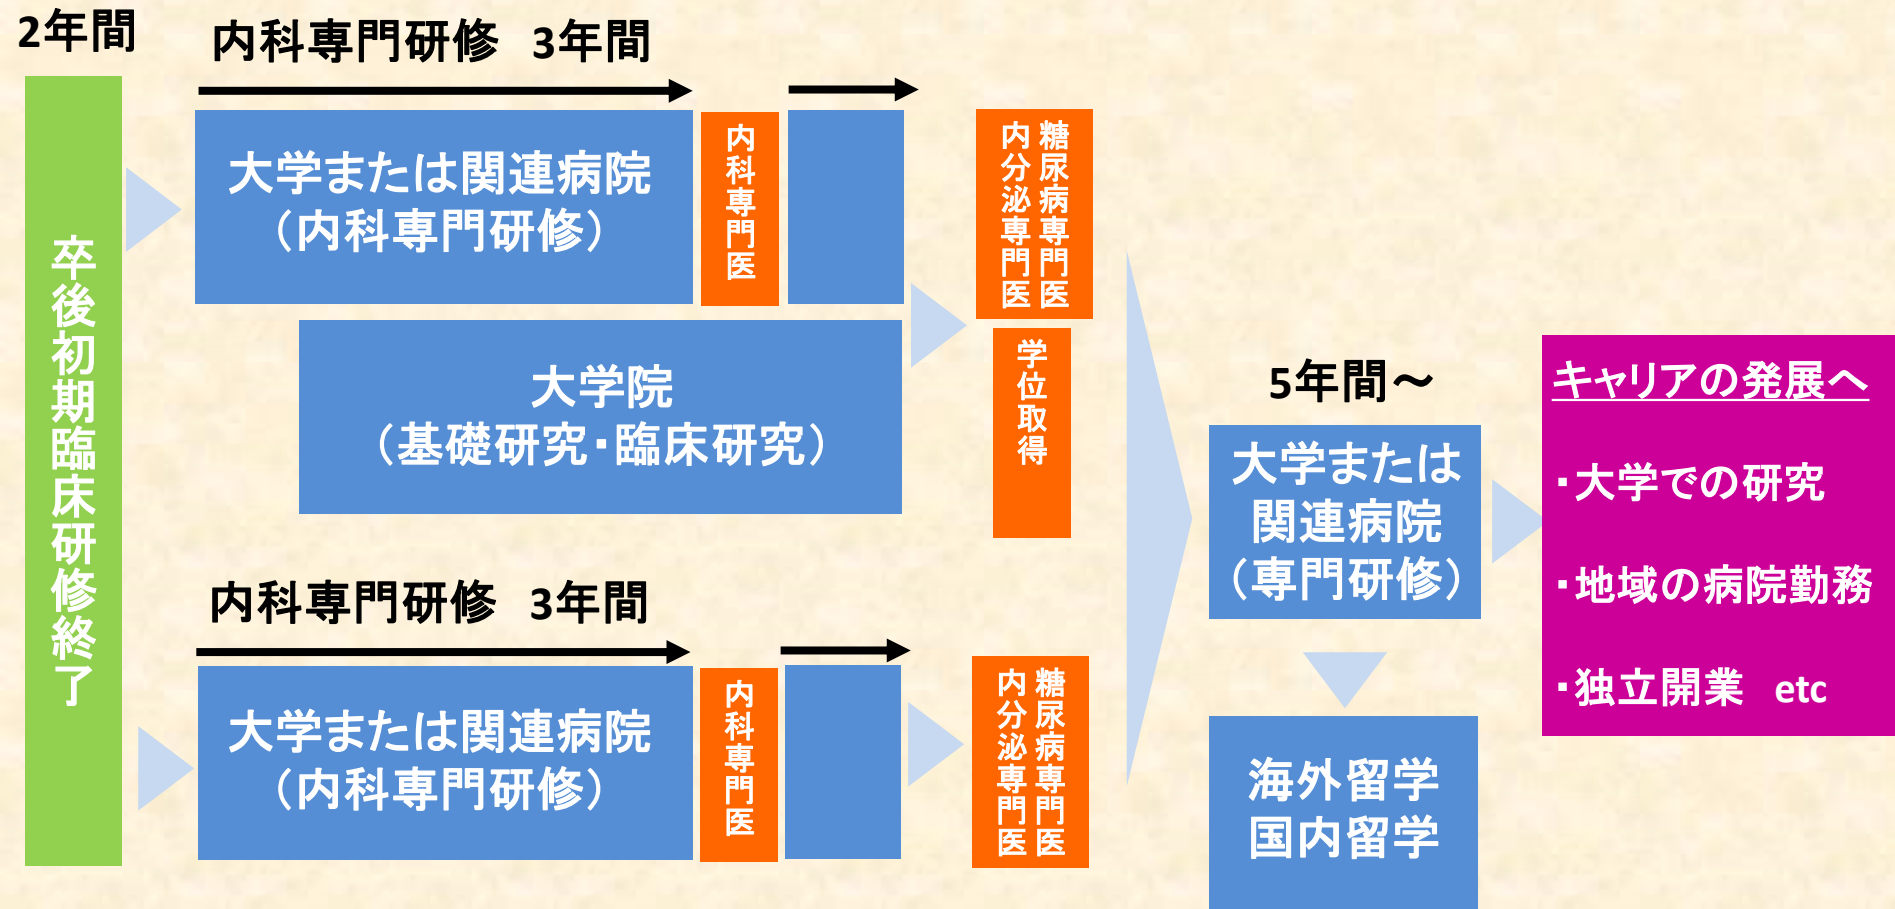 2年間
卒後初期臨床研修終了
内科専門研修　3年間
大学または関連病院
（内科専門研修）
内科専門医
糖尿病専門医
内分泌専門医
大学院
（基礎研究・臨床研究）
学位取得
内科専門研修　3年間
大学または関連病院
（内科専門研修）
内科専門医
糖尿病専門医
内分泌専門医
5年間～
大学または
関連病院
（専門研修）
海外留学
国内留学
キャリアの発展へ
・大学での研究
・地域の病院勤務
・独立開業　etc